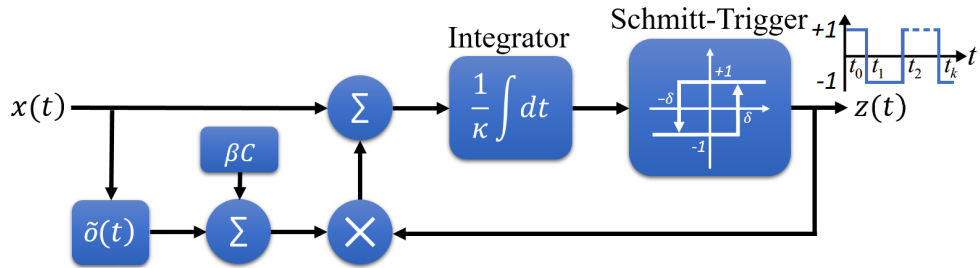 Integrator
Schmitt-Trigger
+1
-1
t₀ t₁ t₂ tₖ t
x(t)
Σ
1/κ ∫ dt
+1
−δ
δ
-1
z(t)
βC
õ(t)
Σ
×